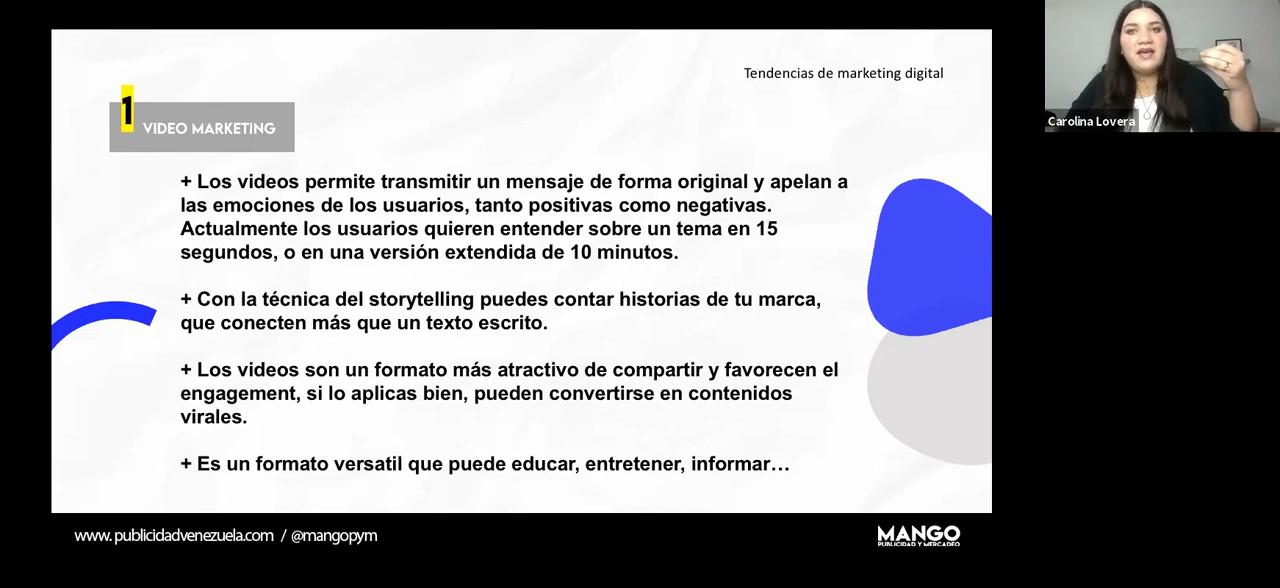 Tendencias de marketing digital
1
VIDEO MARKETING
+ Los videos permite transmitir un mensaje de forma original y apelan a
las emociones de los usuarios, tanto positivas como negativas.
Actualmente los usuarios quieren entender sobre un tema en 15
segundos, o en una versión extendida de 10 minutos.
+ Con la técnica del storytelling puedes contar historias de tu marca,
que conecten más que un texto escrito.
+ Los videos son un formato más atractivo de compartir y favorecen el
engagement, si lo aplicas bien, pueden convertirse en contenidos
virales.
+ Es un formato versatil que puede educar, entretener, informar…
www.publicidadvenezuela.com / @mangopym
MANGO
PUBLICIDAD Y MERCADEO
Carolina Lovera